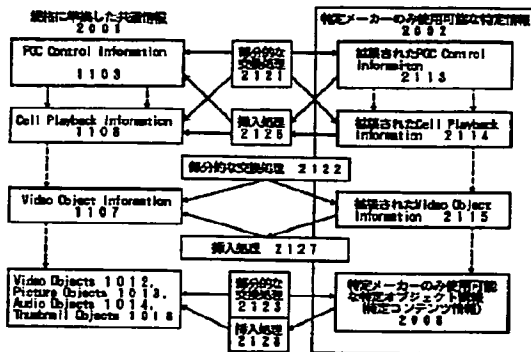 規格に準拠した共通情報
2001
特定メーカーのみ使用可能な特定情報
2002
PGC Control Information
1103
部分的な
交換処理
2121
拡張されたPGC Control
Information
2113
Cell Playback Information
1108
挿入処理
2126
拡張されたCell Playback
Information 2114
部分的な交換処理 2122
Video Object Information
1107
拡張されたVideo Object
Information 2115
挿入処理 2127
Video Objects 1012,
Picture Objects 1013,
Audio Objects 1014,
Thumbnail Objects 1016
部分的な
交換処理
2123
挿入処理
2128
特定メーカーのみ使用可能
な特定オブジェクト情報
(特定コンテンツ情報)
2003